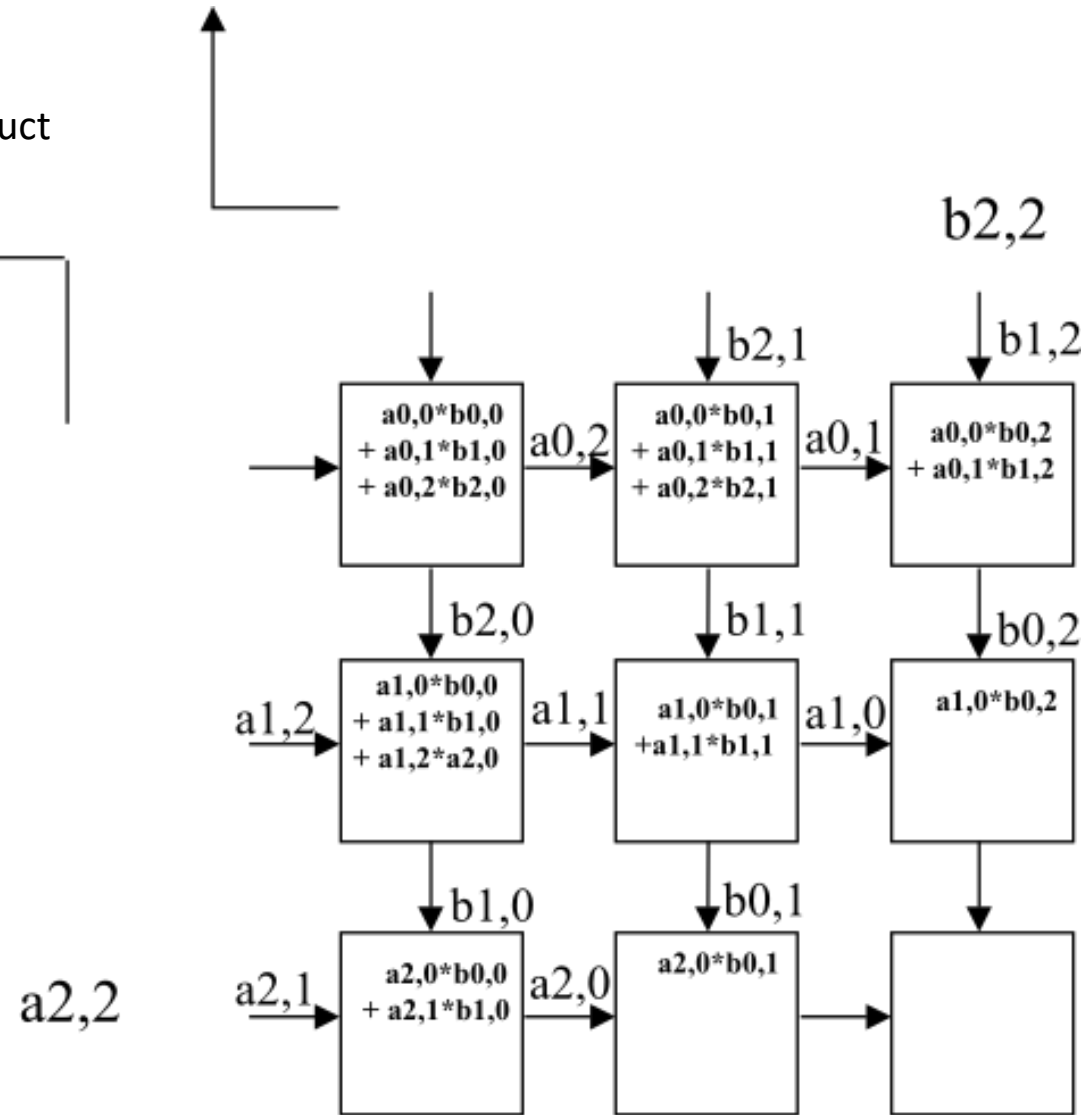 uct
b2,2
b2,1
b1,2
a0,0*b0,0
+ a0,1*b1,0
+ a0,2*b2,0
a0,2
a0,0*b0,1
+ a0,1*b1,1
+ a0,2*b2,1
a0,1
a0,0*b0,2
+ a0,1*b1,2
b2,0
b1,1
b0,2
a1,2
a1,0*b0,0
+ a1,1*b1,0
+ a1,2*a2,0
a1,1
a1,0*b0,1
+a1,1*b1,1
a1,0
a1,0*b0,2
b1,0
b0,1
a2,2
a2,1
a2,0*b0,0
+ a2,1*b1,0
a2,0
a2,0*b0,1